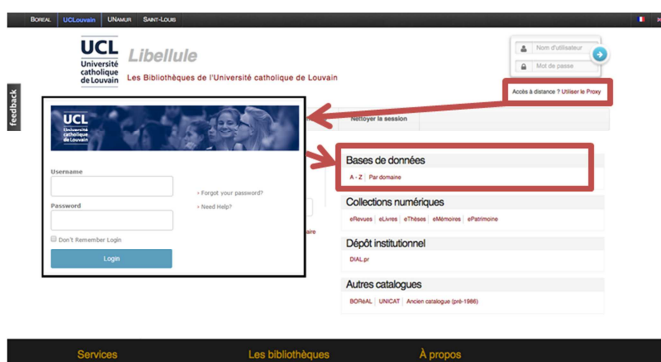 BOREAL UCLouvain UNAMUR SAINT-LOUIS
UCL
Université
catholique
de Louvain
Libellule
Les Bibliothèques de l'Université catholique de Louvain
Nom d'utilisateur
Mot de passe
Accès à distance ? Utiliser le Proxy
feedback
Nettoyer la session
UCL
Université
catholique
de Louvain
Username
Password
Don't Remember Login
Login
• Forgot your password?
• Need Help?
aire
Bases de données
A - Z Par domaine
Collections numériques
eRevues eLivres eThèses eMémoires ePatrimoine
Dépôt institutionnel
DIAL.pr
Autres catalogues
BORéAL UNICAT Ancien catalogue (pré-1986)
Services Les bibliothèques À propos